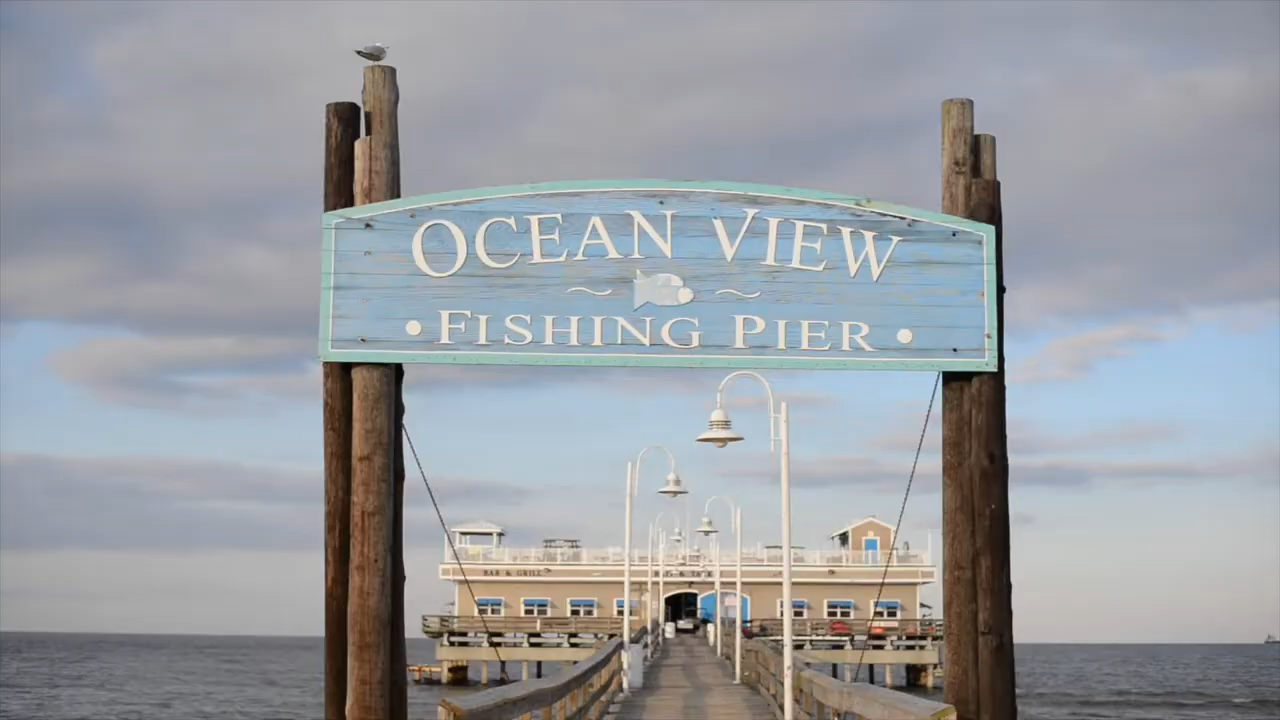 OCEAN VIEW
~ ~
• FISHING PIER •
BAR & GRILL